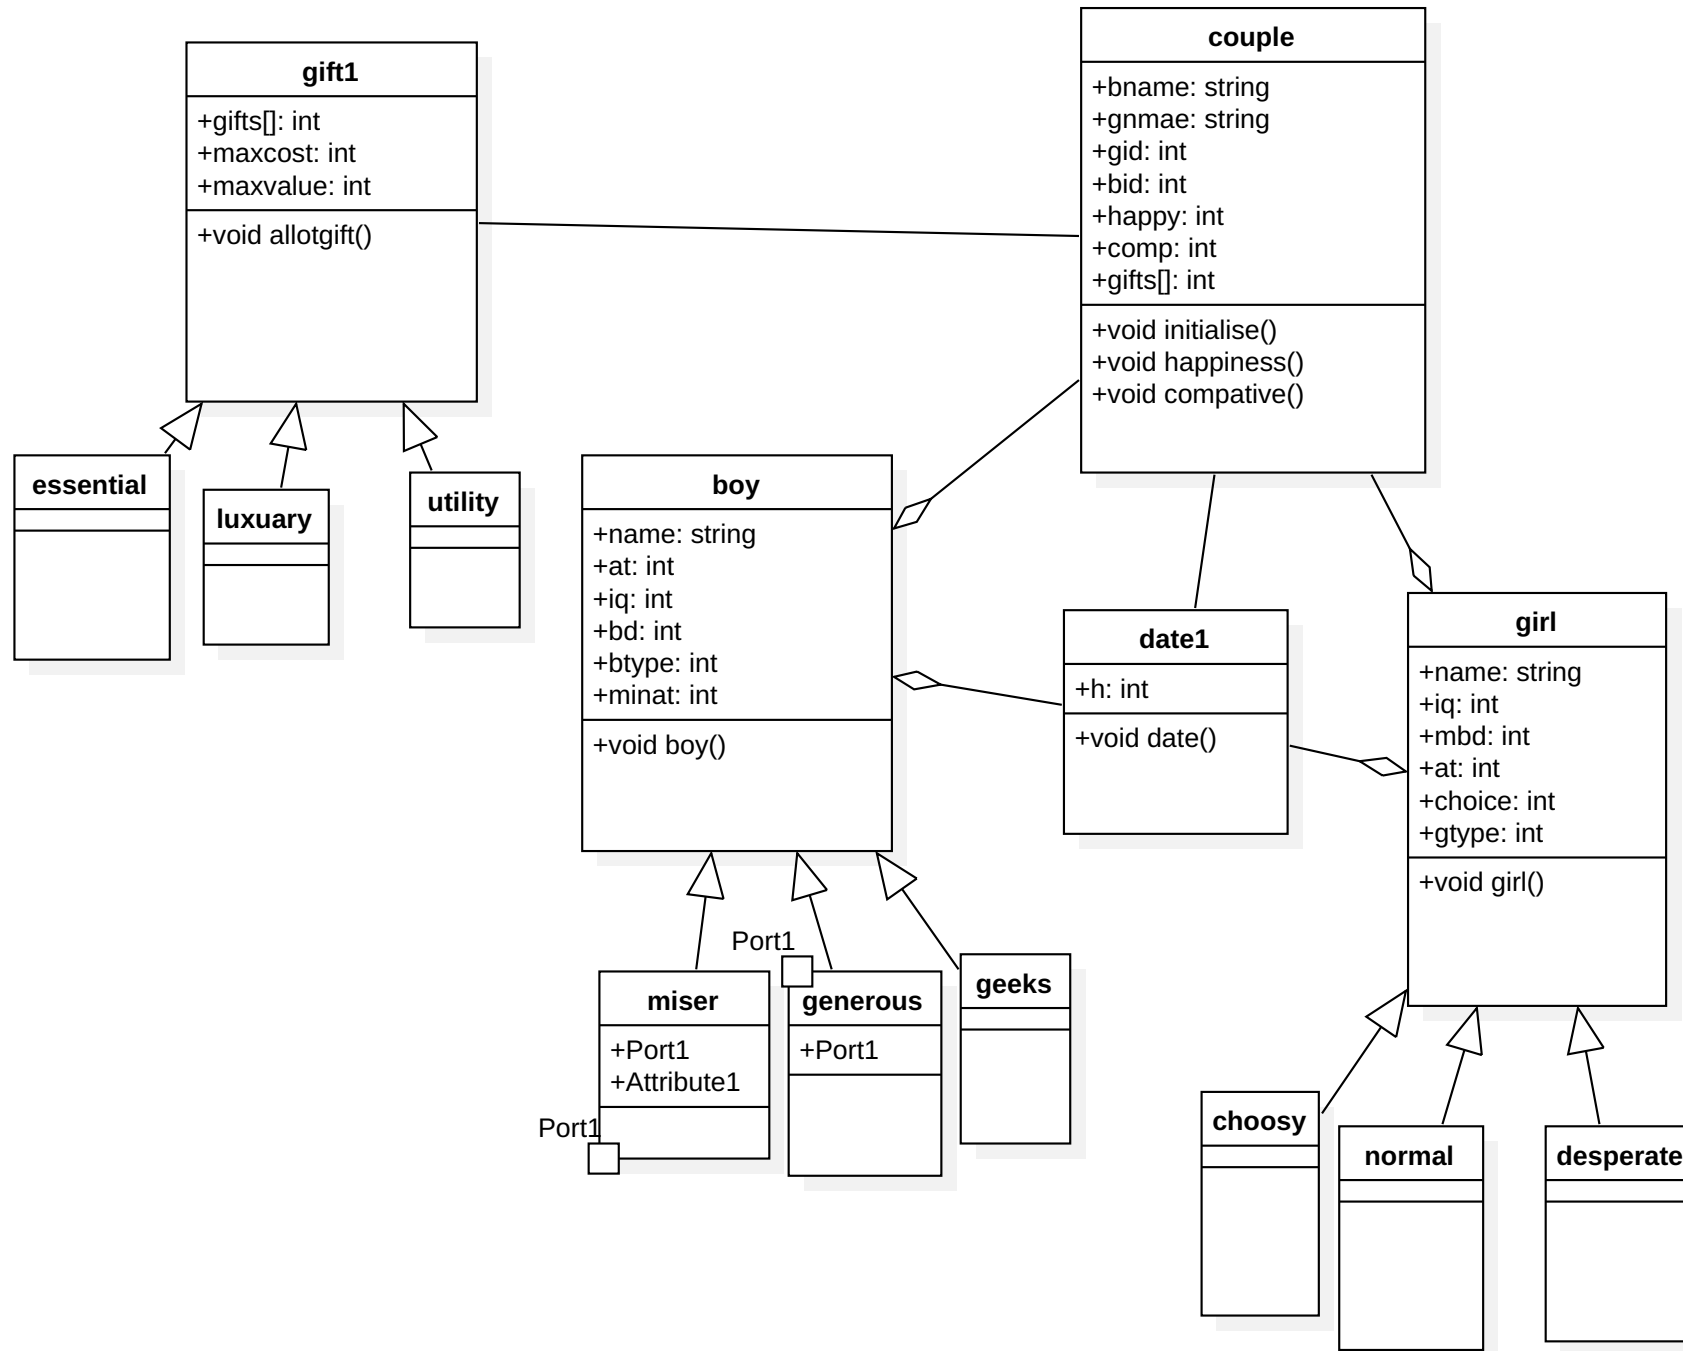 gift1
+gifts[]: int
+maxcost: int
+maxvalue: int
+void allotgift()
couple
+bname: string
+gnmae: string
+gid: int
+bid: int
+happy: int
+comp: int
+gifts[]: int
+void initialise()
+void happiness()
+void compative()
essential
luxuary
utility
boy
+name: string
+at: int
+iq: int
+bd: int
+btype: int
+minat: int
+void boy()
date1
+h: int
+void date()
girl
+name: string
+iq: int
+mbd: int
+at: int
+choice: int
+gtype: int
+void girl()
miser
+Port1
+Attribute1
Port1
Port1
generous
+Port1
geeks
choosy
normal
desperate